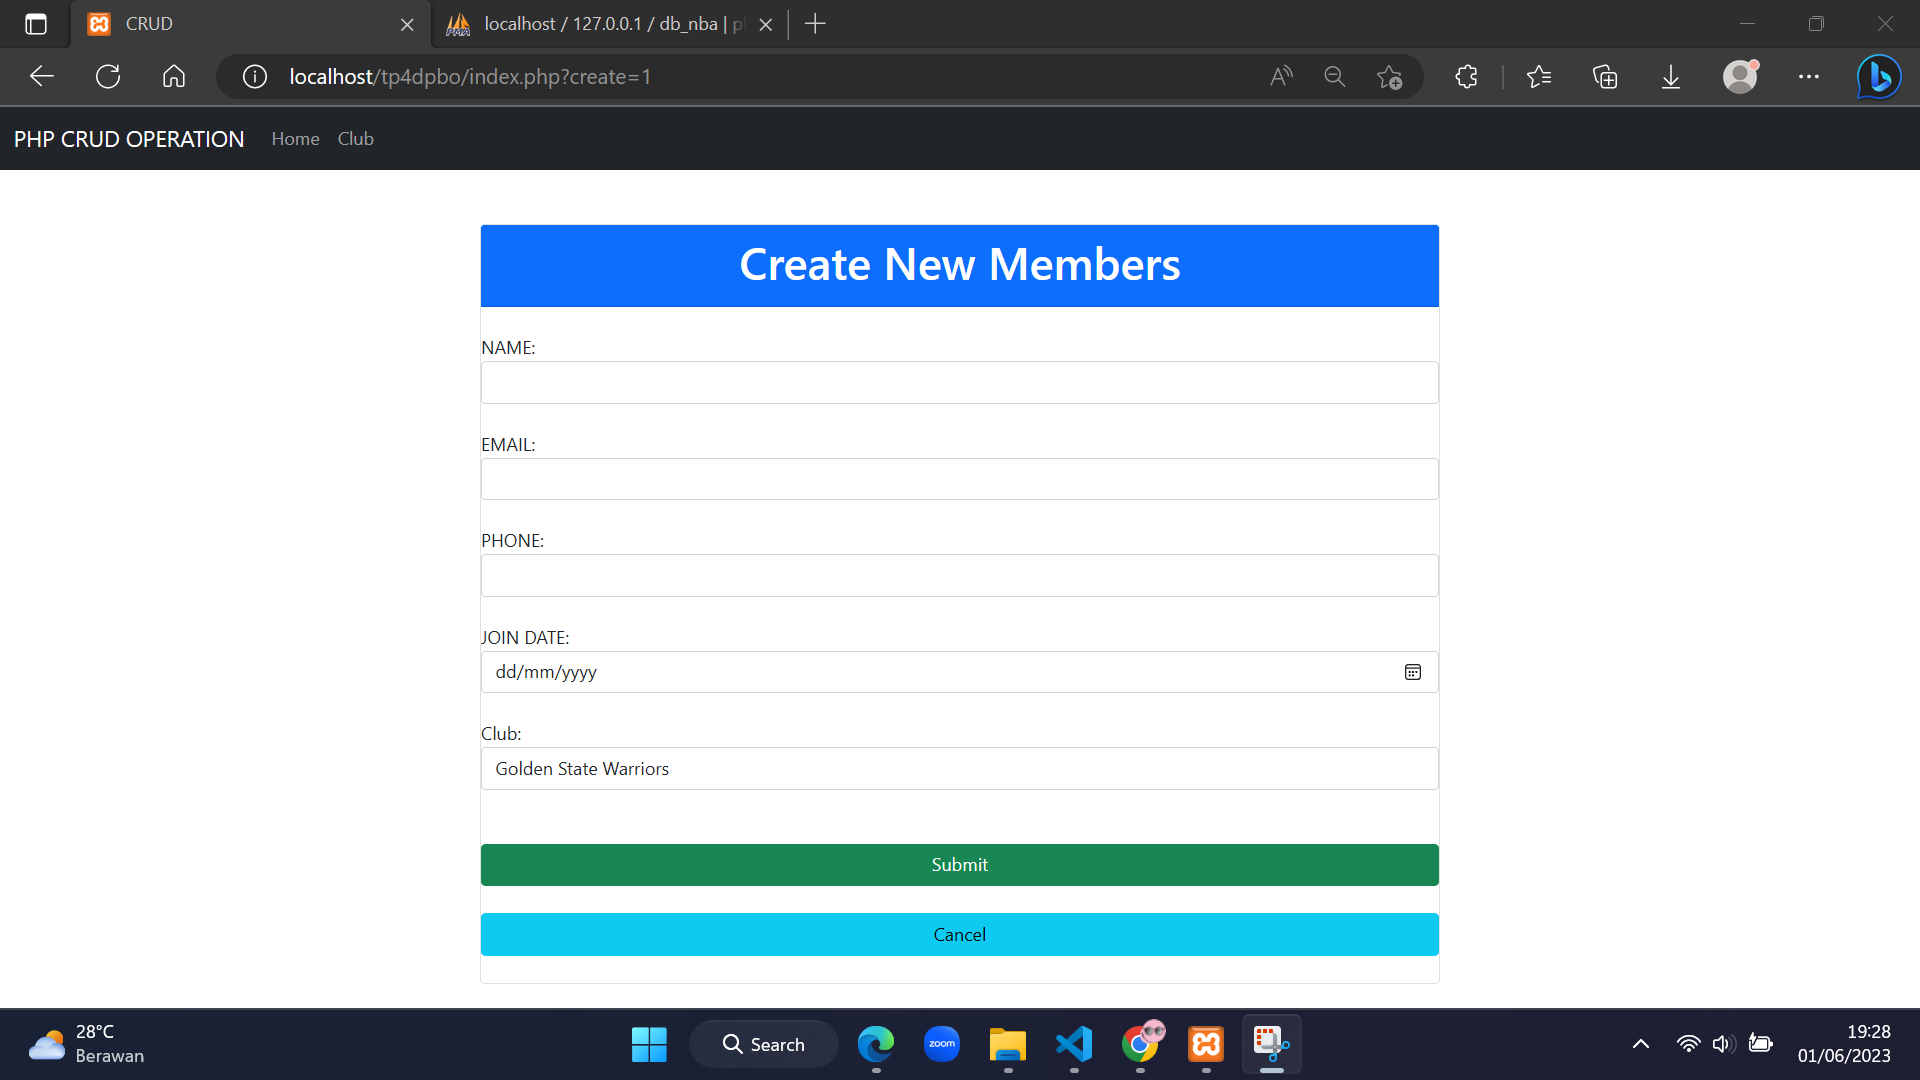 CRUD
localhost / 127.0.0.1 / db_nba | p
localhost/tp4dpbo/index.php?create=1
PHP CRUD OPERATION Home Club
Create New Members
NAME:
EMAIL:
PHONE:
JOIN DATE:
dd/mm/yyyy
Club:
Golden State Warriors
Submit
Cancel
28°C
Berawan
Search
zoom
19:28
01/06/2023